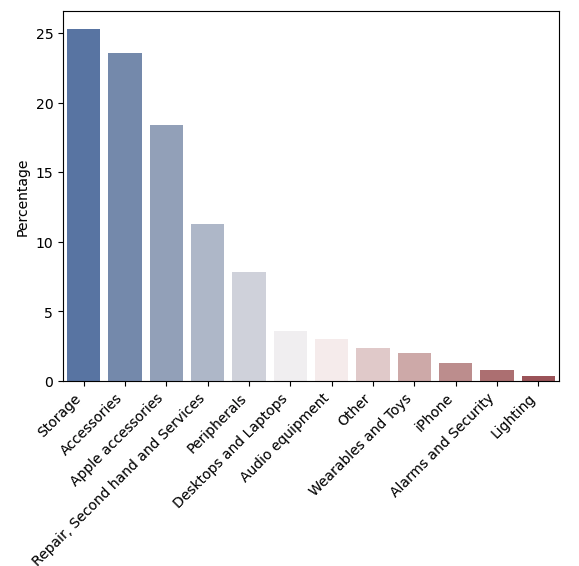 25
20
15
10
5
0
Percentage
Storage
Accessories
Apple accessories
Repair, Second hand and Services
Peripherals
Desktops and Laptops
Audio equipment
Other
Wearables and Toys
iPhone
Alarms and Security
Lighting